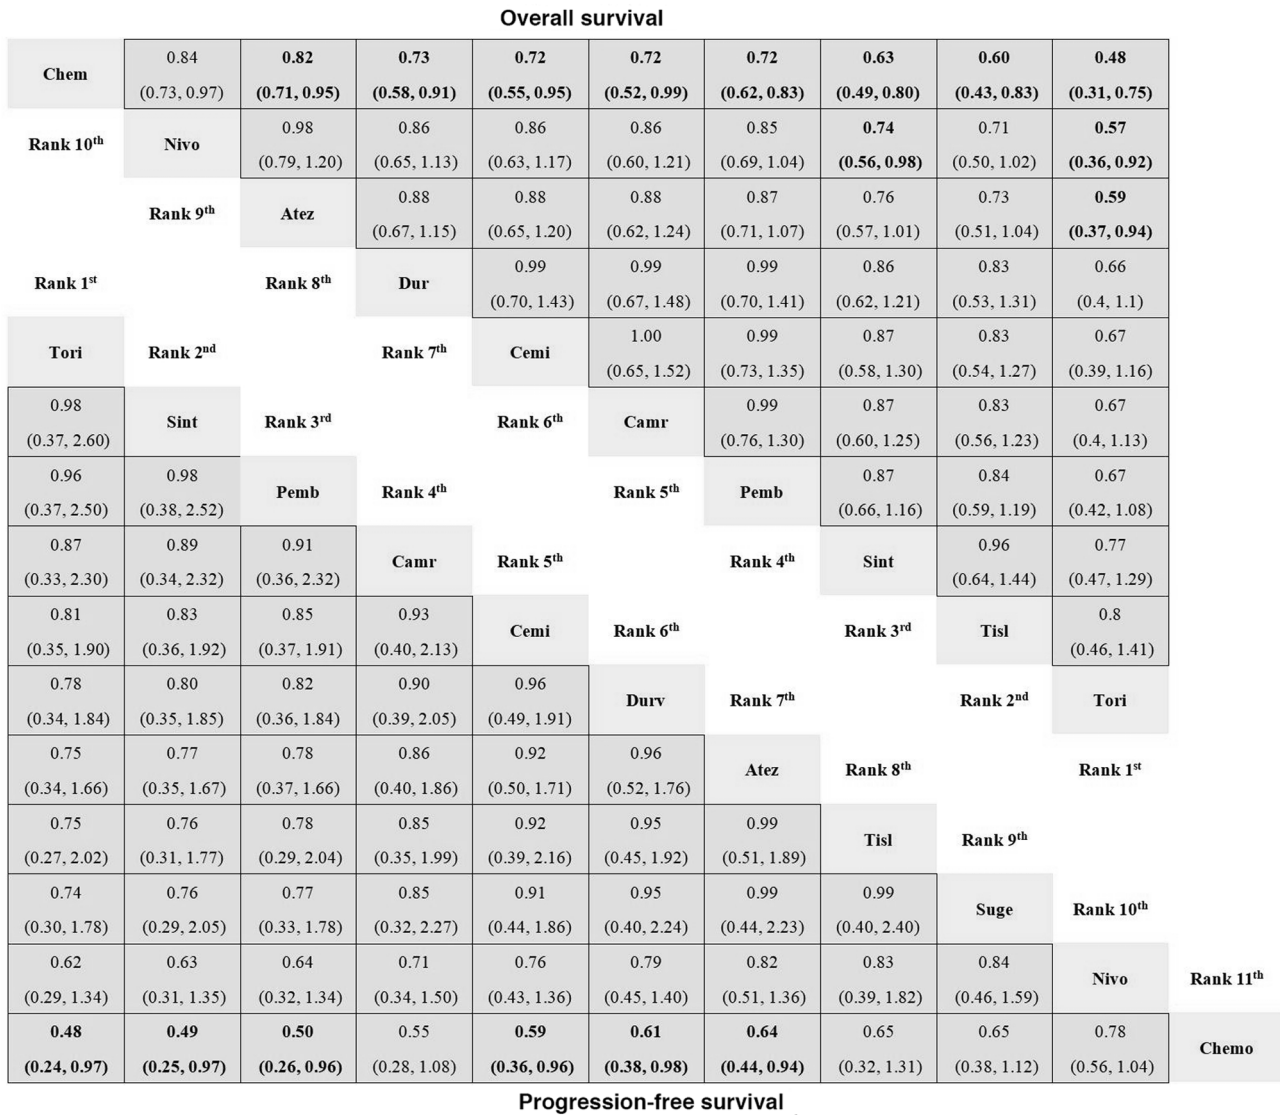 Overall survival
Chem 0.84 0.82 0.73 0.72 0.72 0.72 0.63 0.60 0.48
(0.73, 0.97) (0.71, 0.95) (0.58, 0.91) (0.55, 0.95) (0.52, 0.99) (0.62, 0.83) (0.49, 0.80) (0.43, 0.83) (0.31, 0.75)
Rank 10th Nivo 0.98 0.86 0.86 0.86 0.85 0.74 0.71 0.57
(0.79, 1.20) (0.65, 1.13) (0.63, 1.17) (0.60, 1.21) (0.69, 1.04) (0.56, 0.98) (0.50, 1.02) (0.36, 0.92)
Rank 9th Atez 0.88 0.88 0.88 0.87 0.76 0.73 0.59
(0.67, 1.15) (0.65, 1.20) (0.62, 1.24) (0.71, 1.07) (0.57, 1.01) (0.51, 1.04) (0.37, 0.94)
Rank 1st Rank 8th Dur 0.99 0.99 0.99 0.86 0.83 0.66
(0.70, 1.43) (0.67, 1.48) (0.70, 1.41) (0.62, 1.21) (0.53, 1.31) (0.4, 1.1)
Tori Rank 2nd Rank 7th Cemi 1.00 0.99 0.87 0.83 0.67
(0.65, 1.52) (0.73, 1.35) (0.58, 1.30) (0.54, 1.27) (0.39, 1.16)
0.98 Sint Rank 3rd Rank 6th Camr 0.99 0.87 0.83 0.67
(0.37, 2.60) (0.76, 1.30) (0.60, 1.25) (0.56, 1.23) (0.4, 1.13)
0.96 0.98 Pemb Rank 4th Rank 5th Pemb 0.87 0.84 0.67
(0.37, 2.50) (0.38, 2.52) (0.66, 1.16) (0.59, 1.19) (0.42, 1.08)
0.87 0.89 0.91 Camr Rank 5th Rank 4th Sint 0.96 0.77
(0.33, 2.30) (0.34, 2.32) (0.36, 2.32) (0.64, 1.44) (0.47, 1.29)
0.81 0.83 0.85 0.93 Cemi Rank 6th Rank 3rd Tisl 0.8
(0.35, 1.90) (0.36, 1.92) (0.37, 1.91) (0.40, 2.13) (0.46, 1.41)
0.78 0.80 0.82 0.90 0.96 Durv Rank 7th Rank 2nd Tori
(0.34, 1.84) (0.35, 1.85) (0.36, 1.84) (0.39, 2.05) (0.49, 1.91)
0.75 0.77 0.78 0.86 0.92 0.96 Atez Rank 8th Rank 1st
(0.34, 1.66) (0.35, 1.67) (0.37, 1.66) (0.40, 1.86) (0.50, 1.71) (0.52, 1.76)
0.75 0.76 0.78 0.85 0.92 0.95 0.99 Tisl Rank 9th
(0.27, 2.02) (0.31, 1.77) (0.29, 2.04) (0.35, 1.99) (0.39, 2.16) (0.45, 1.92) (0.51, 1.89)
0.74 0.76 0.77 0.85 0.91 0.95 0.99 0.99 Suge Rank 10th
(0.30, 1.78) (0.29, 2.05) (0.33, 1.78) (0.32, 2.27) (0.44, 1.86) (0.40, 2.24) (0.44, 2.23) (0.40, 2.40)
0.62 0.63 0.64 0.71 0.76 0.79 0.82 0.83 0.84 Nivo Rank 11th
(0.29, 1.34) (0.31, 1.35) (0.32, 1.34) (0.34, 1.50) (0.43, 1.36) (0.45, 1.40) (0.51, 1.36) (0.39, 1.82) (0.46, 1.59)
0.48 0.49 0.50 0.55 0.59 0.61 0.64 0.65 0.65 0.78 Chemo
(0.24, 0.97) (0.25, 0.97) (0.26, 0.96) (0.28, 1.08) (0.36, 0.96) (0.38, 0.98) (0.44, 0.94) (0.32, 1.31) (0.38, 1.12) (0.56, 1.04)
Progression-free survival